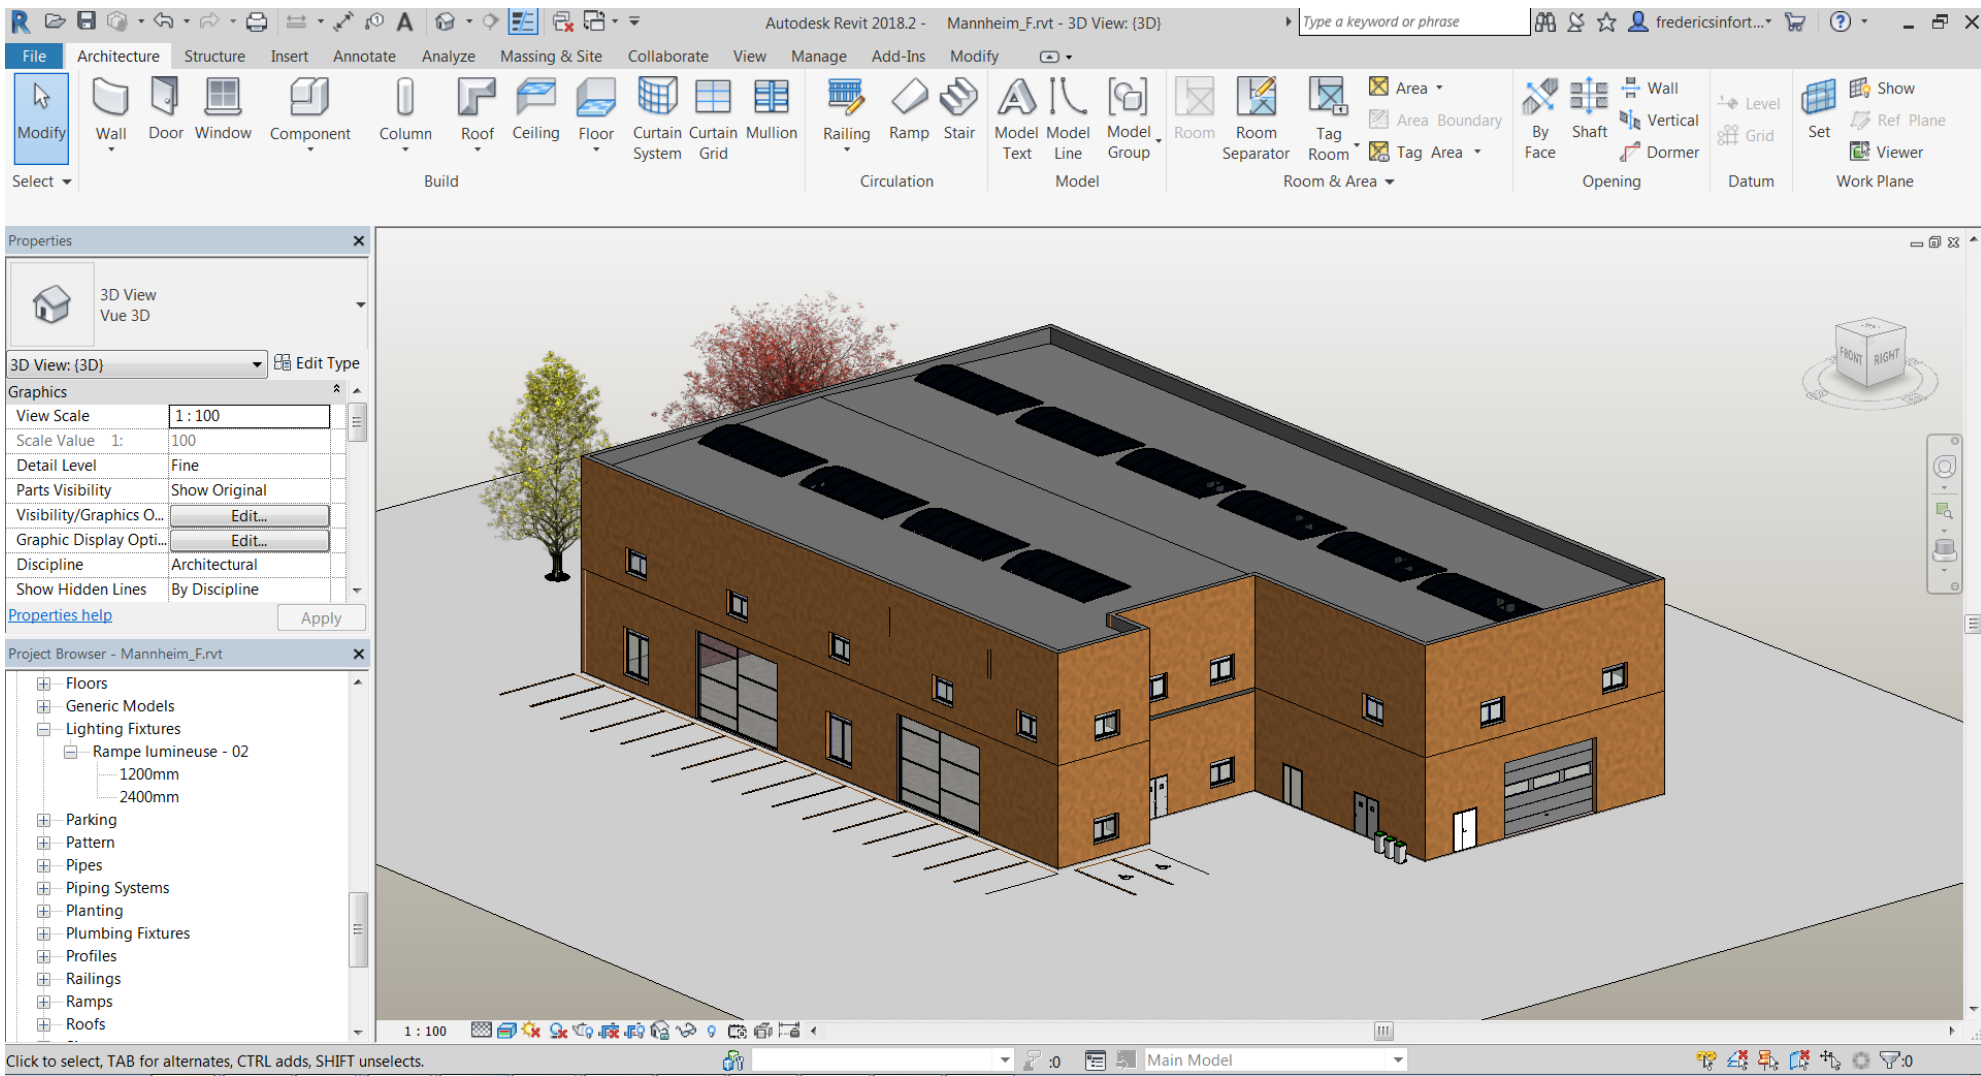 Autodesk Revit 2018.2 - Mannheim_F.rvt - 3D View: {3D}
Type a keyword or phrase
fredericsinfort...
File Architecture Structure Insert Annotate Analyze Massing & Site Collaborate View Manage Add-Ins Modify
Modify
Wall
Door
Window
Component
Column
Roof
Ceiling
Floor
Curtain System
Curtain Grid
Mullion
Railing
Ramp
Stair
Model Text
Model Line
Model Group
Room
Room Separator
Tag Room
Area
Area Boundary
Tag Area
By Face
Shaft
Wall
Vertical
Dormer
Level
Grid
Set
Show
Ref Plane
Viewer
Select
Build
Circulation
Model
Room & Area
Opening
Datum
Work Plane
Properties
3D View
Vue 3D
3D View: {3D}
Edit Type
Graphics
View Scale 1 : 100
Scale Value 1: 100
Detail Level Fine
Parts Visibility Show Original
Visibility/Graphics O... Edit...
Graphic Display Opti... Edit...
Discipline Architectural
Show Hidden Lines By Discipline
Properties help
Apply
Project Browser - Mannheim_F.rvt
Floors
Generic Models
Lighting Fixtures
Rampe lumineuse - 02
1200mm
2400mm
Parking
Pattern
Pipes
Piping Systems
Planting
Plumbing Fixtures
Profiles
Railings
Ramps
Roofs
FRONT RIGHT
1 : 100
Click to select, TAB for alternates, CTRL adds, SHIFT unselects.
:0
Main Model
:0